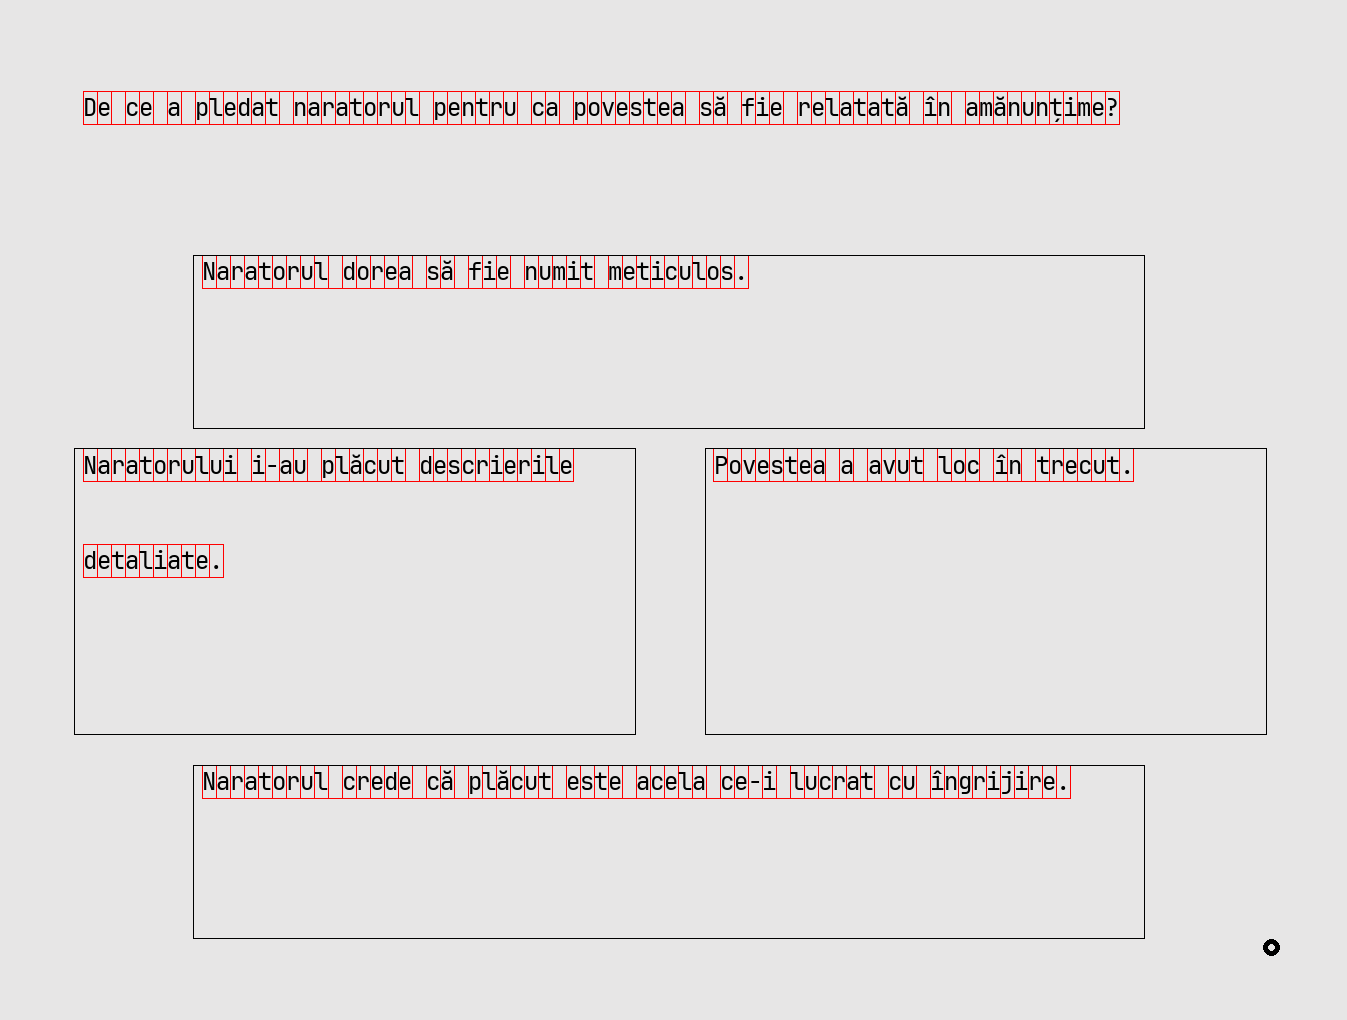 De ce a pledat naratorul pentru ca povestea să fie relatată în amănunțime?
Naratorul dorea să fie numit meticulos.
Naratorului i-au plăcut descrierile
detaliate.
Povestea a avut loc în trecut.
Naratorul crede că plăcut este acela ce-i lucrat cu îngrijire.